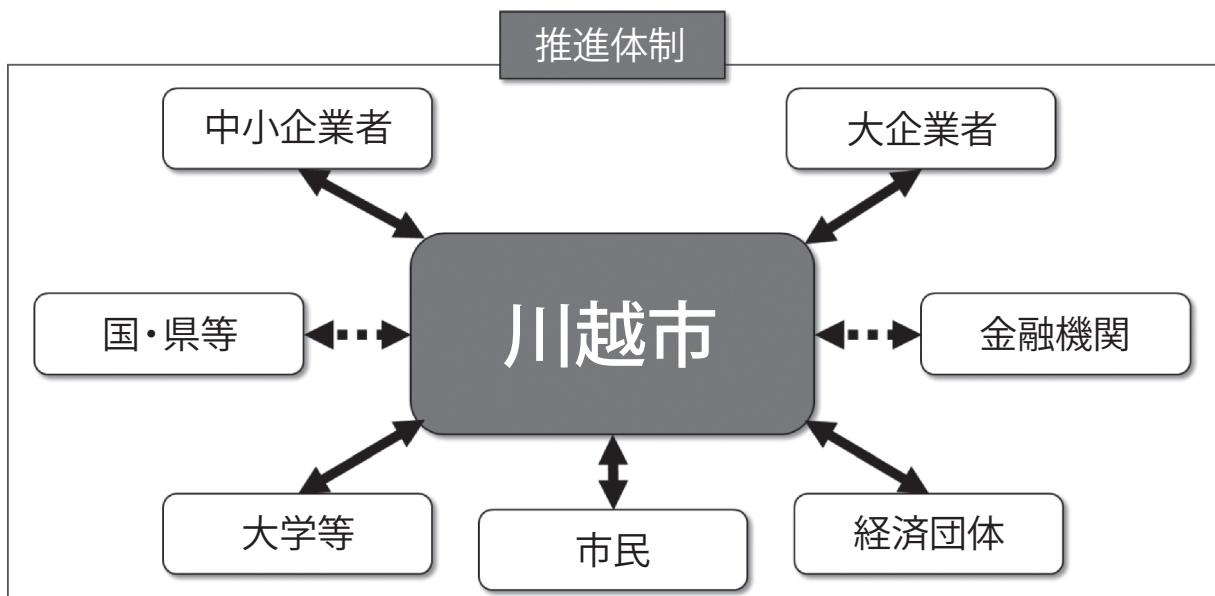 推進体制
中小企業者
大企業者
国・県等
川越市
金融機関
大学等
市民
経済団体